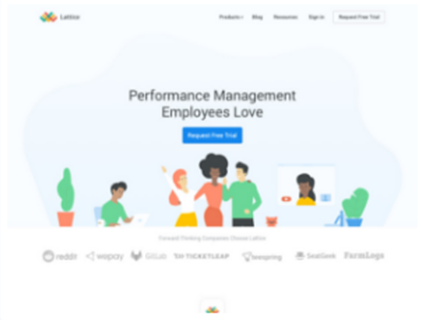 Lattice
Products Blog Resources Sign in Request Free Trial
Performance Management
Employees Love
Request Free Trial
Forward Thinking Companies Choose Lattice
reddit wepay GitLab TICKETLEAP teespring SeatGeek FarmLogs